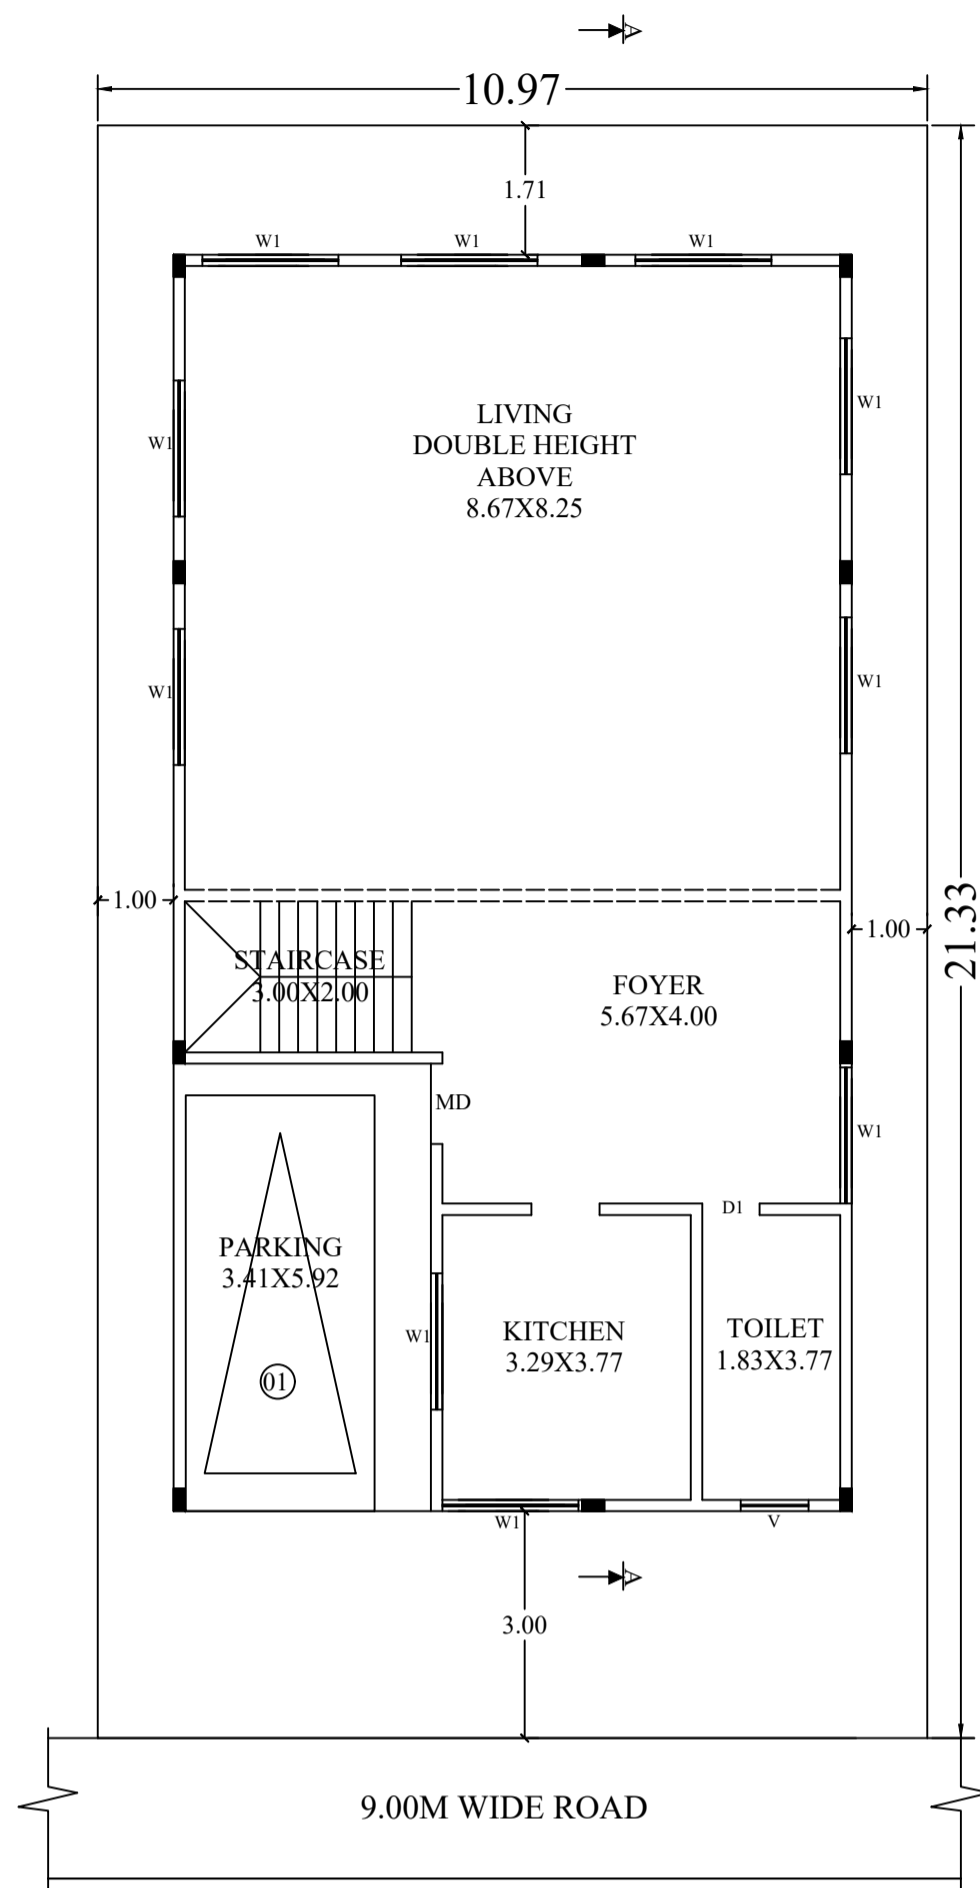 A
10.97
1.71
W1
W1
W1
W1
W1
LIVING
DOUBLE HEIGHT
ABOVE
8.67X8.25
W1
W1
1.00
1.00
21.33
STAIRCASE
3.00X2.00
FOYER
5.67X4.00
MD
W1
D1
PARKING
3.41X5.92
W1
KITCHEN
3.29X3.77
TOILET
1.83X3.77
01
W1
V
A
3.00
9.00M WIDE ROAD